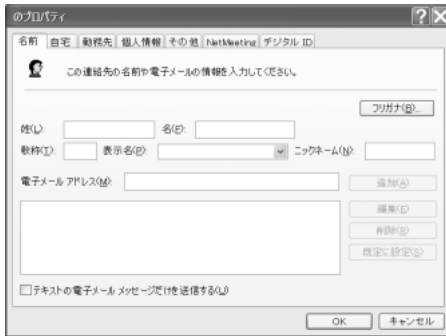 のプロパティ
名前 自宅 勤務先 個人情報 その他 NetMeeting デジタル ID
この連絡先の名前や電子メールの情報を入力してください。
フリガナ(B)...
姓(L): 名(F):
敬称(T): 表示名(P): ニックネーム(N):
電子メール アドレス(M): 追加(A)
編集(E)
削除(R)
既定に設定(S)
テキストの電子メール メッセージだけを送信する(U)
OK キャンセル